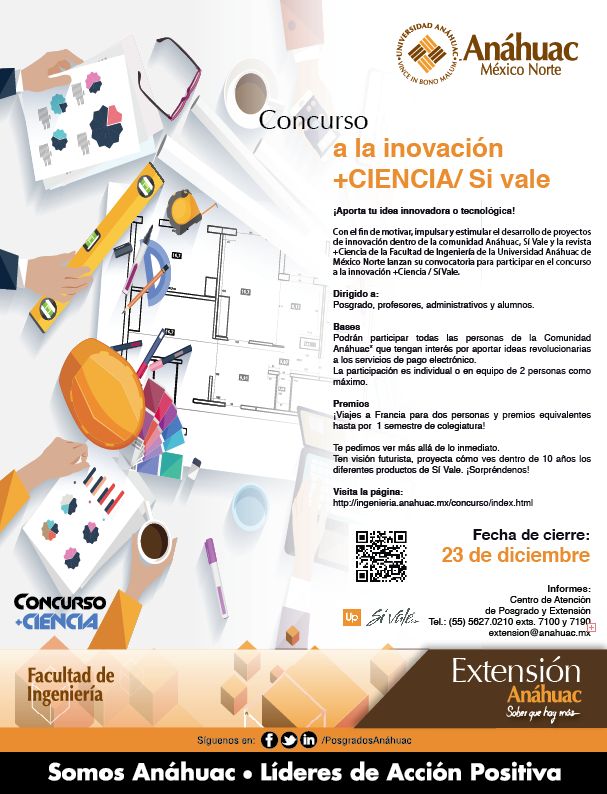 UNIVERSIDAD ANÁHUAC
VINCE IN BONO MALUM
Anáhuac
México Norte
Concurso
a la inovación
+CIENCIA/ Si vale
¡Aporta tu idea innovadora o tecnológica!
Con el fin de motivar, impulsar y estimular el desarrollo de proyectos
de innovación dentro de la comunidad Anáhuac, Sí Vale y la revista
+Ciencia de la Facultad de Ingeniería de la Universidad Anáhuac de
México Norte lanzan su convocatoria para participar en el concurso
a la innovación +Ciencia / Sí Vale.
Dirigido a:
Posgrado, profesores, administrativos y alumnos.
Bases
Podrán participar todas las personas de la Comunidad
Anáhuac* que tengan interés por aportar ideas revolucionarias
a los servicios de pago electrónico.
La participación es individual o en equipo de 2 personas como
máximo.
Premios
¡Viajes a Francia para dos personas y premios equivalentes
hasta por 1 semestre de colegiatura!
Te pedimos ver más allá de lo inmediato.
Ten visión futurista, proyecta cómo ves dentro de 10 años los
diferentes productos de Sí Vale. ¡Sorpréndenos!
Visita la página:
http://ingenieria.anahuac.mx/concurso/index.html
Fecha de cierre:
23 de diciembre
Informes:
Centro de Atención
de Posgrado y Extensión
Tel.: (55) 5627.0210 exts. 7100 y 7190
extension@anahuac.mx
Up
Sí Vale
CONCURSO
+CIENCIA
Facultad de
Ingeniería
Extensión
Anáhuac
Saber que hay más
Síguenos en: /PosgradosAnáhuac
Somos Anáhuac • Líderes de Acción Positiva